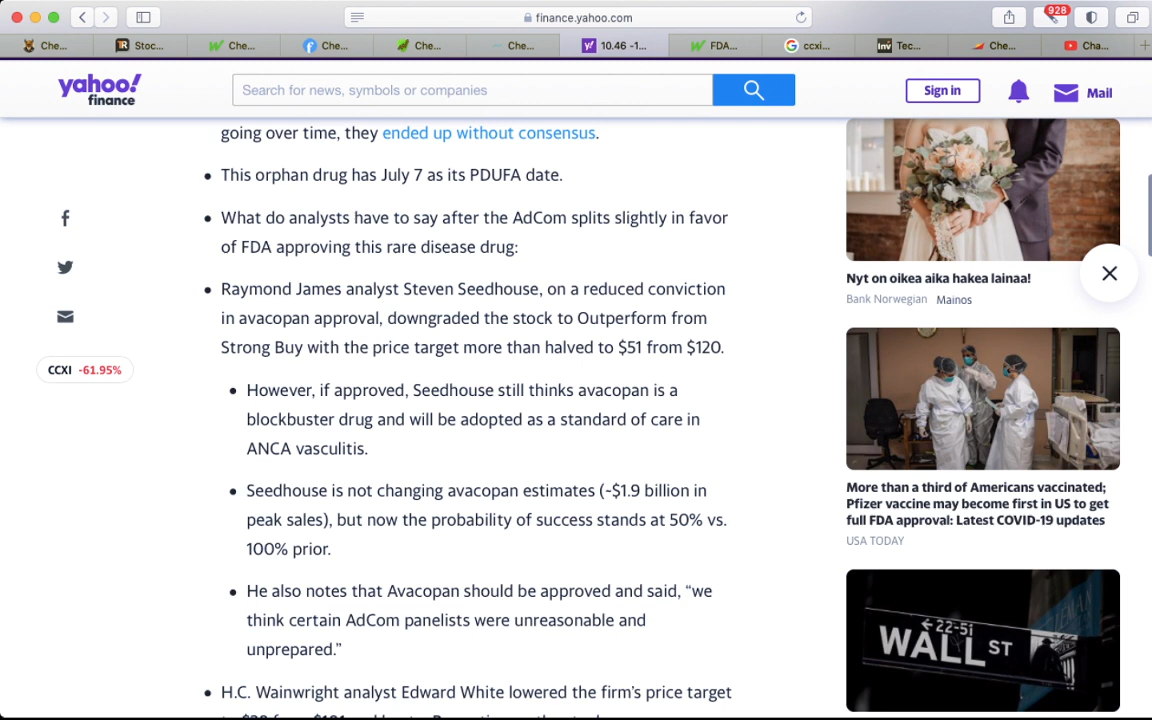 finance.yahoo.com
928
Che...
Stoc...
Che...
Che...
Che...
Che...
10.46 -1...
FDA...
ccxi...
Tec...
Che...
Cha...
yahoo!
finance
Search for news, symbols or companies
Sign in
Mail
going over time, they ended up without consensus.
This orphan drug has July 7 as its PDUFA date.
What do analysts have to say after the AdCom splits slightly in favor
of FDA approving this rare disease drug:
Raymond James analyst Steven Seedhouse, on a reduced conviction
in avacopan approval, downgraded the stock to Outperform from
Strong Buy with the price target more than halved to $51 from $120.
CCXI -61.95%
However, if approved, Seedhouse still thinks avacopan is a
blockbuster drug and will be adopted as a standard of care in
ANCA vasculitis.
Seedhouse is not changing avacopan estimates (~$1.9 billion in
peak sales), but now the probability of success stands at 50% vs.
100% prior.
He also notes that Avacopan should be approved and said, “we
think certain AdCom panelists were unreasonable and
unprepared.”
H.C. Wainwright analyst Edward White lowered the firm's price target
Nyt on oikea aika hakea lainaa!
Bank Norwegian Mainos
More than a third of Americans vaccinated;
Pfizer vaccine may become first in US to get
full FDA approval: Latest COVID-19 updates
USA TODAY
22-51
WALL ST